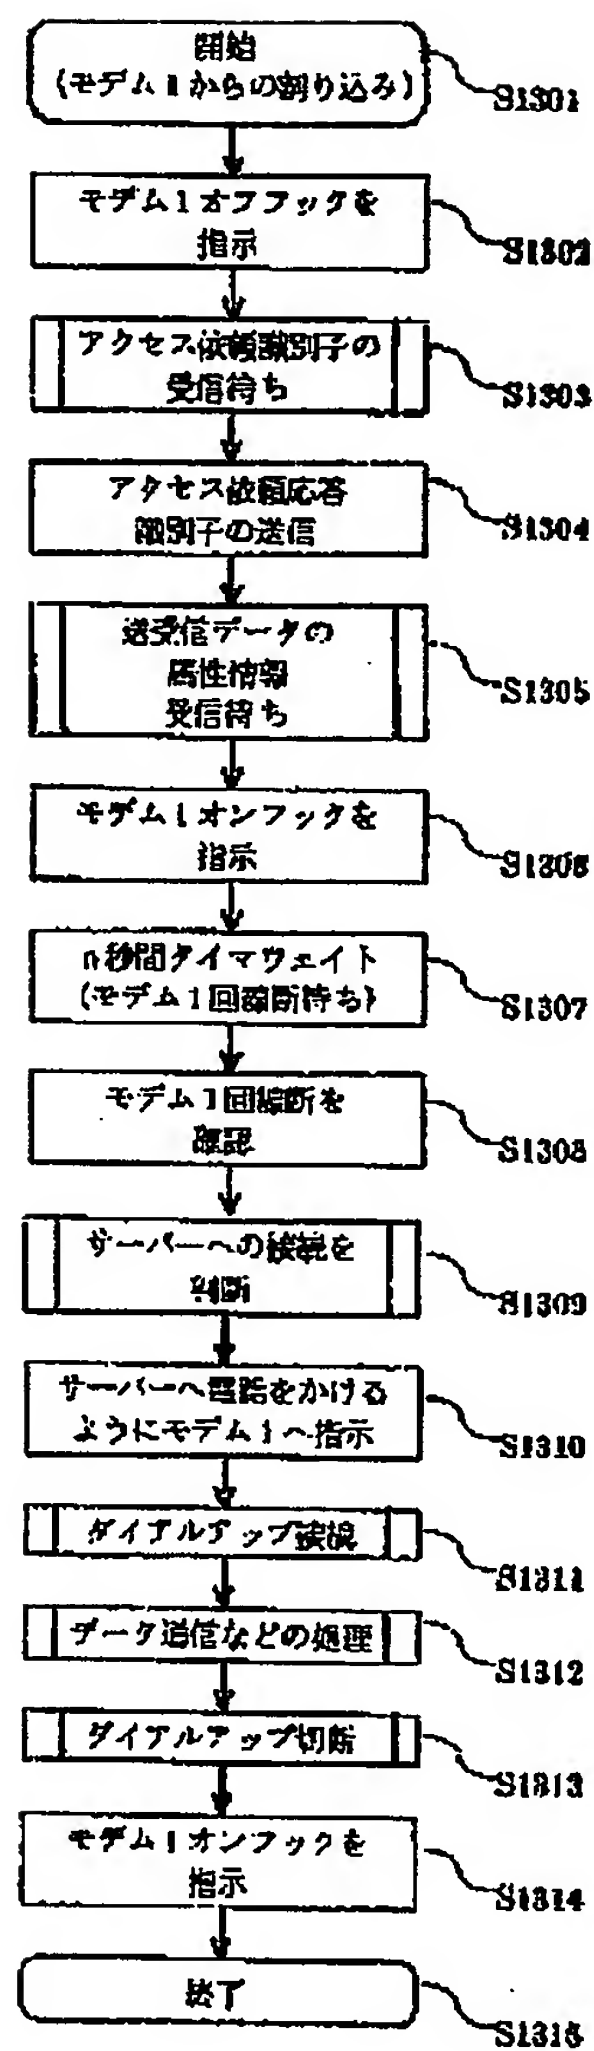 開始
(モデム1からの割り込み)
S1301
モデム1オフフックを
指示
S1302
アクセス依頼識別子の
受信待ち
S1303
アクセス依頼応答
識別子の送信
S1304
送受信データの
属性情報
受信待ち
S1305
モデム1オンフックを
指示
S1306
n秒間タイマウェイト
(モデム1回線断待ち)
S1307
モデム1回線断を
確認
S1308
サーバーへの接続を
判断
S1309
サーバーへ電話をかける
ようにモデム1へ指示
S1310
ダイアルアップ接続
S1311
データ送信などの処理
S1312
ダイアルアップ切断
S1313
モデム1オンフックを
指示
S1314
終了
S1315